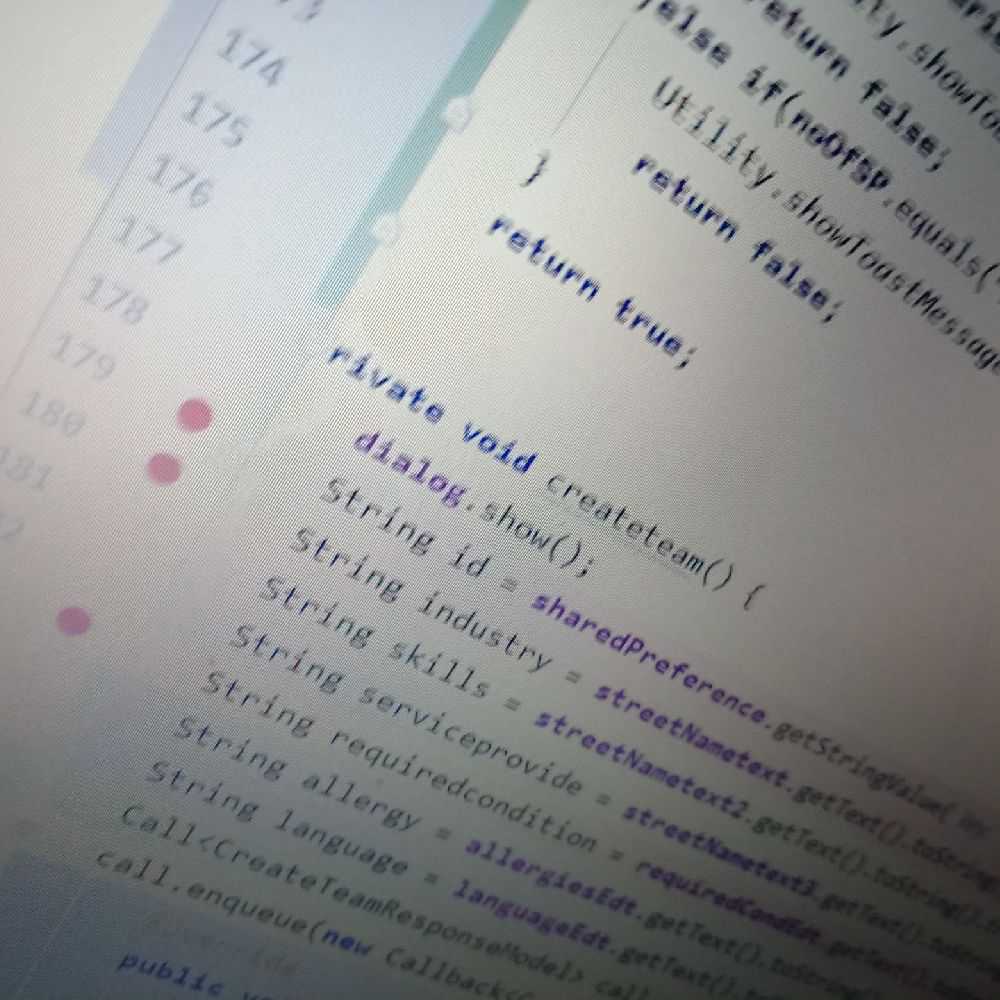 174
175
176
177
178
179
180
181
return false;
else if(noOfSP.equals("
Utility.showToastMessage
return false;
}
return true;
rivate void createteam() {
dialog.show();
String id = sharedPreference.getStringValue(
String industry = streetNametext.getText().toString
String skills = streetNametext2.getText().toString().
String serviceprovide = streetNametext3.getText().toStr
String requiredcondition = requiredCondEdt.getText()
String allergy = allergiesEdt.getText().toString
String language = languageEdt.getText().
Call<CreateTeamResponseModel> call
call.enqueue(new Callback<
public vo